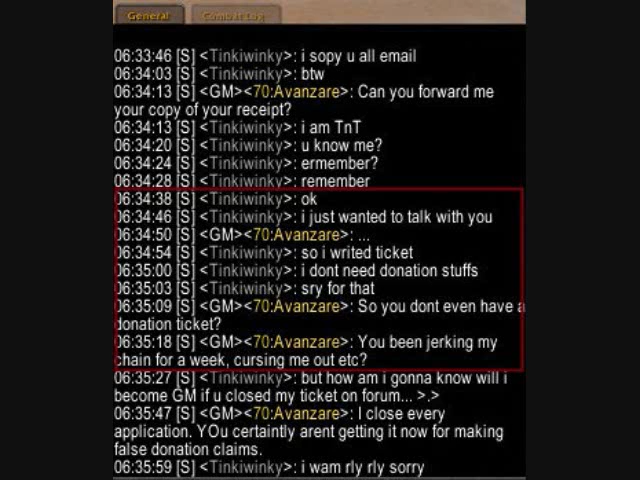 General Combat Log
06:33:46 [S] <Tinkiwinky>: i sopy u all email
06:34:03 [S] <Tinkiwinky>: btw
06:34:13 [S] <GM><70:Avanzare>: Can you forward me
your copy of your receipt?
06:34:13 [S] <Tinkiwinky>: i am TnT
06:34:20 [S] <Tinkiwinky>: u know me?
06:34:24 [S] <Tinkiwinky>: ermember?
06:34:28 [S] <Tinkiwinky>: remember
06:34:38 [S] <Tinkiwinky>: ok
06:34:46 [S] <Tinkiwinky>: i just wanted to talk with you
06:34:50 [S] <GM><70:Avanzare>: ...
06:34:54 [S] <Tinkiwinky>: so i writed ticket
06:35:00 [S] <Tinkiwinky>: i dont need donation stuffs
06:35:03 [S] <Tinkiwinky>: sry for that
06:35:09 [S] <GM><70:Avanzare>: So you dont even have a
donation ticket?
06:35:18 [S] <GM><70:Avanzare>: You been jerking my
chain for a week, cursing me out etc?
06:35:27 [S] <Tinkiwinky>: but how am i gonna know will i
become GM if u closed my ticket on forum... >.>
06:35:47 [S] <GM><70:Avanzare>: I close every
application. YOu certaintly arent getting it now for making
false donation claims.
06:35:59 [S] <Tinkiwinky>: i wam rly rly sorry